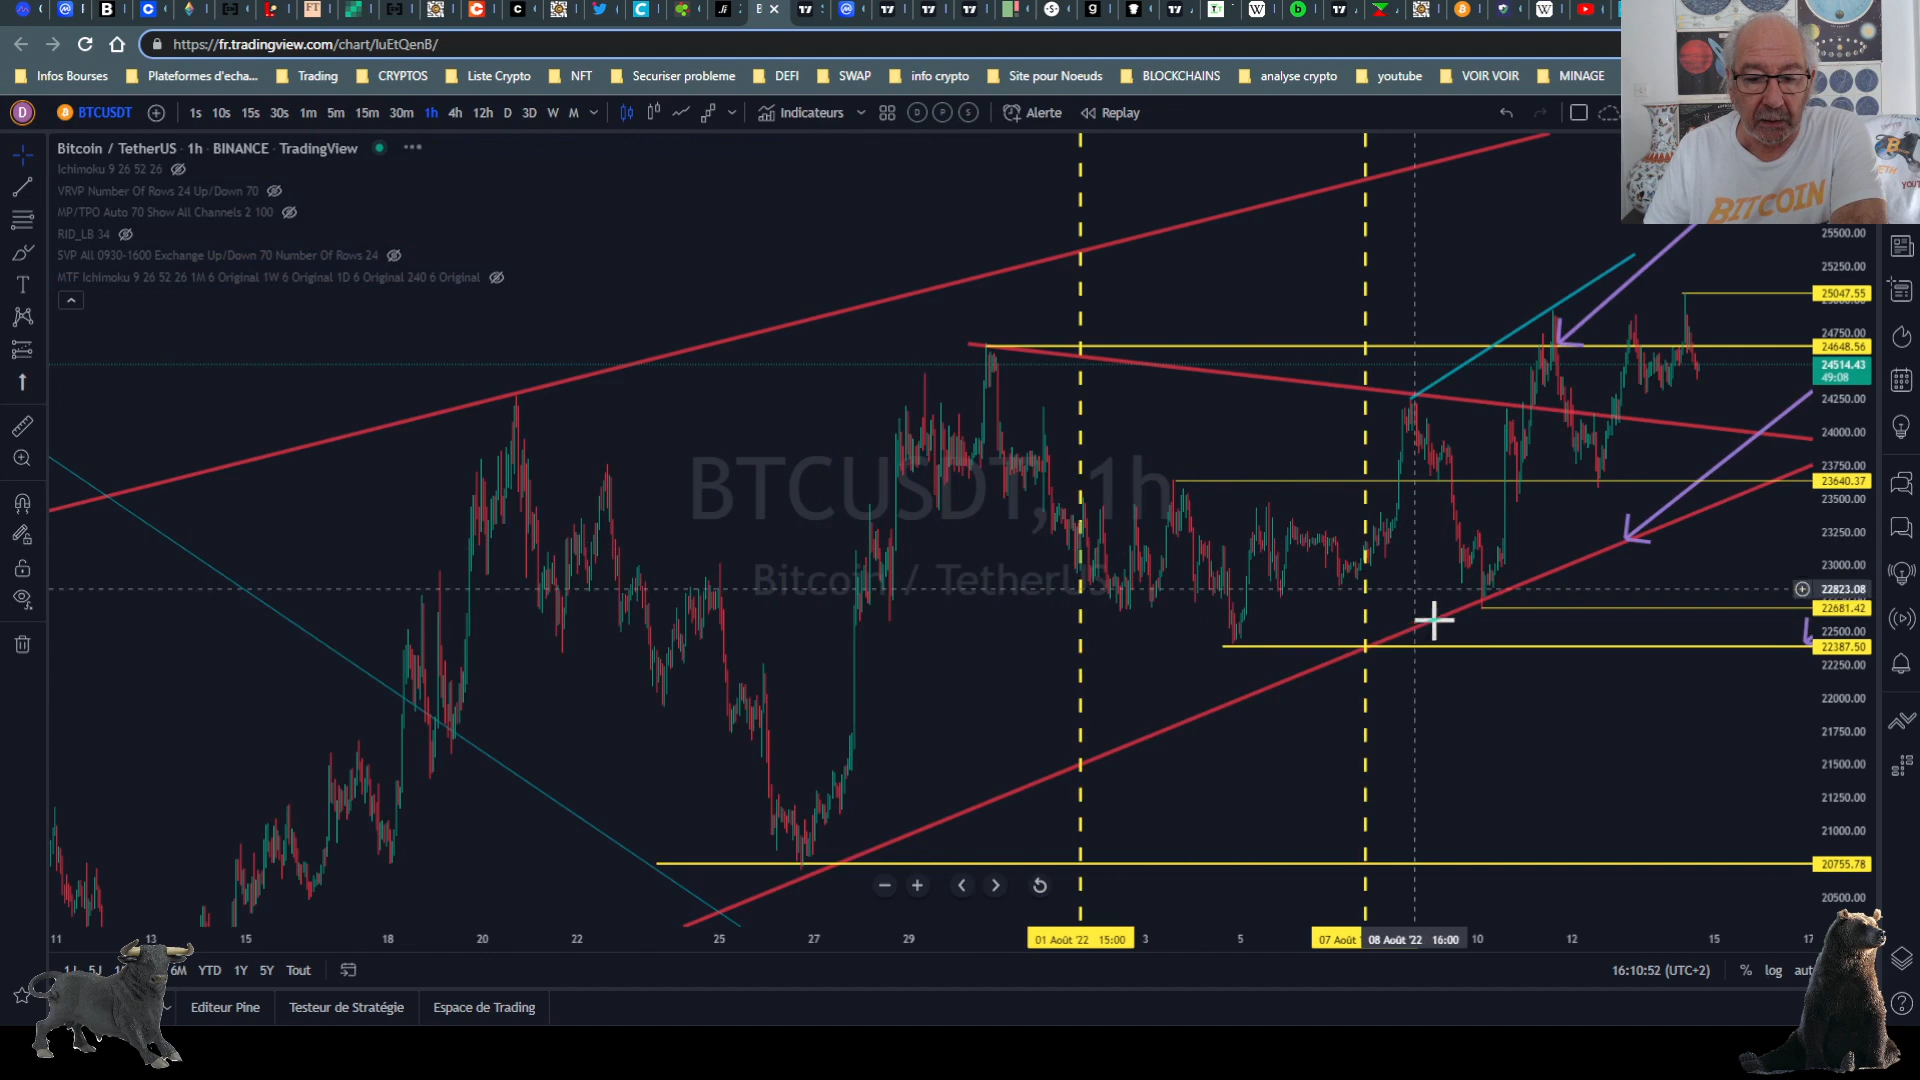 https://fr.tradingview.com/chart/IuEtQenB/
Infos Bourses Plateformes d'echa... Trading CRYPTOS Liste Crypto NFT Securiser probleme DEFI SWAP info crypto Site pour Noeuds BLOCKCHAINS analyse crypto youtube VOIR VOIR MINAGE
D BTCUSDT 1s 10s 15s 30s 1m 5m 15m 30m 1h 4h 12h D 3D W M Indicateurs D P S Alerte Replay
Bitcoin / TetherUS · 1h · BINANCE · TradingView
Ichimoku 9 26 52 26
VRVP Number Of Rows 24 Up/Down 70
MP/TPO Auto 70 Show All Channels 2 100
RID_LB 34
SVP All 0930-1600 Exchange Up/Down 70 Number Of Rows 24
MTF Ichimoku 9 26 52 26 1M 6 Original 1W 6 Original 1D 6 Original 240 6 Original
BITCOIN
BTCUSDT, 1h
Bitcoin / TetherUS
25500.00
25250.00
25047.55
24750.00
24648.56
24514.43
49:08
24250.00
24000.00
23750.00
23640.37
23500.00
23250.00
23000.00
22823.08
22681.42
22500.00
22387.50
22250.00
22000.00
21750.00
21500.00
21250.00
21000.00
20755.78
20500.00
11 13 15 18 20 22 25 27 29 01 Août '22 15:00 3 5 07 Août 08 Août '22 16:00 10 12 15 17
5J 6M YTD 1Y 5Y Tout 16:10:52 (UTC+2) % log
Editeur Pine Testeur de Stratégie Espace de Trading